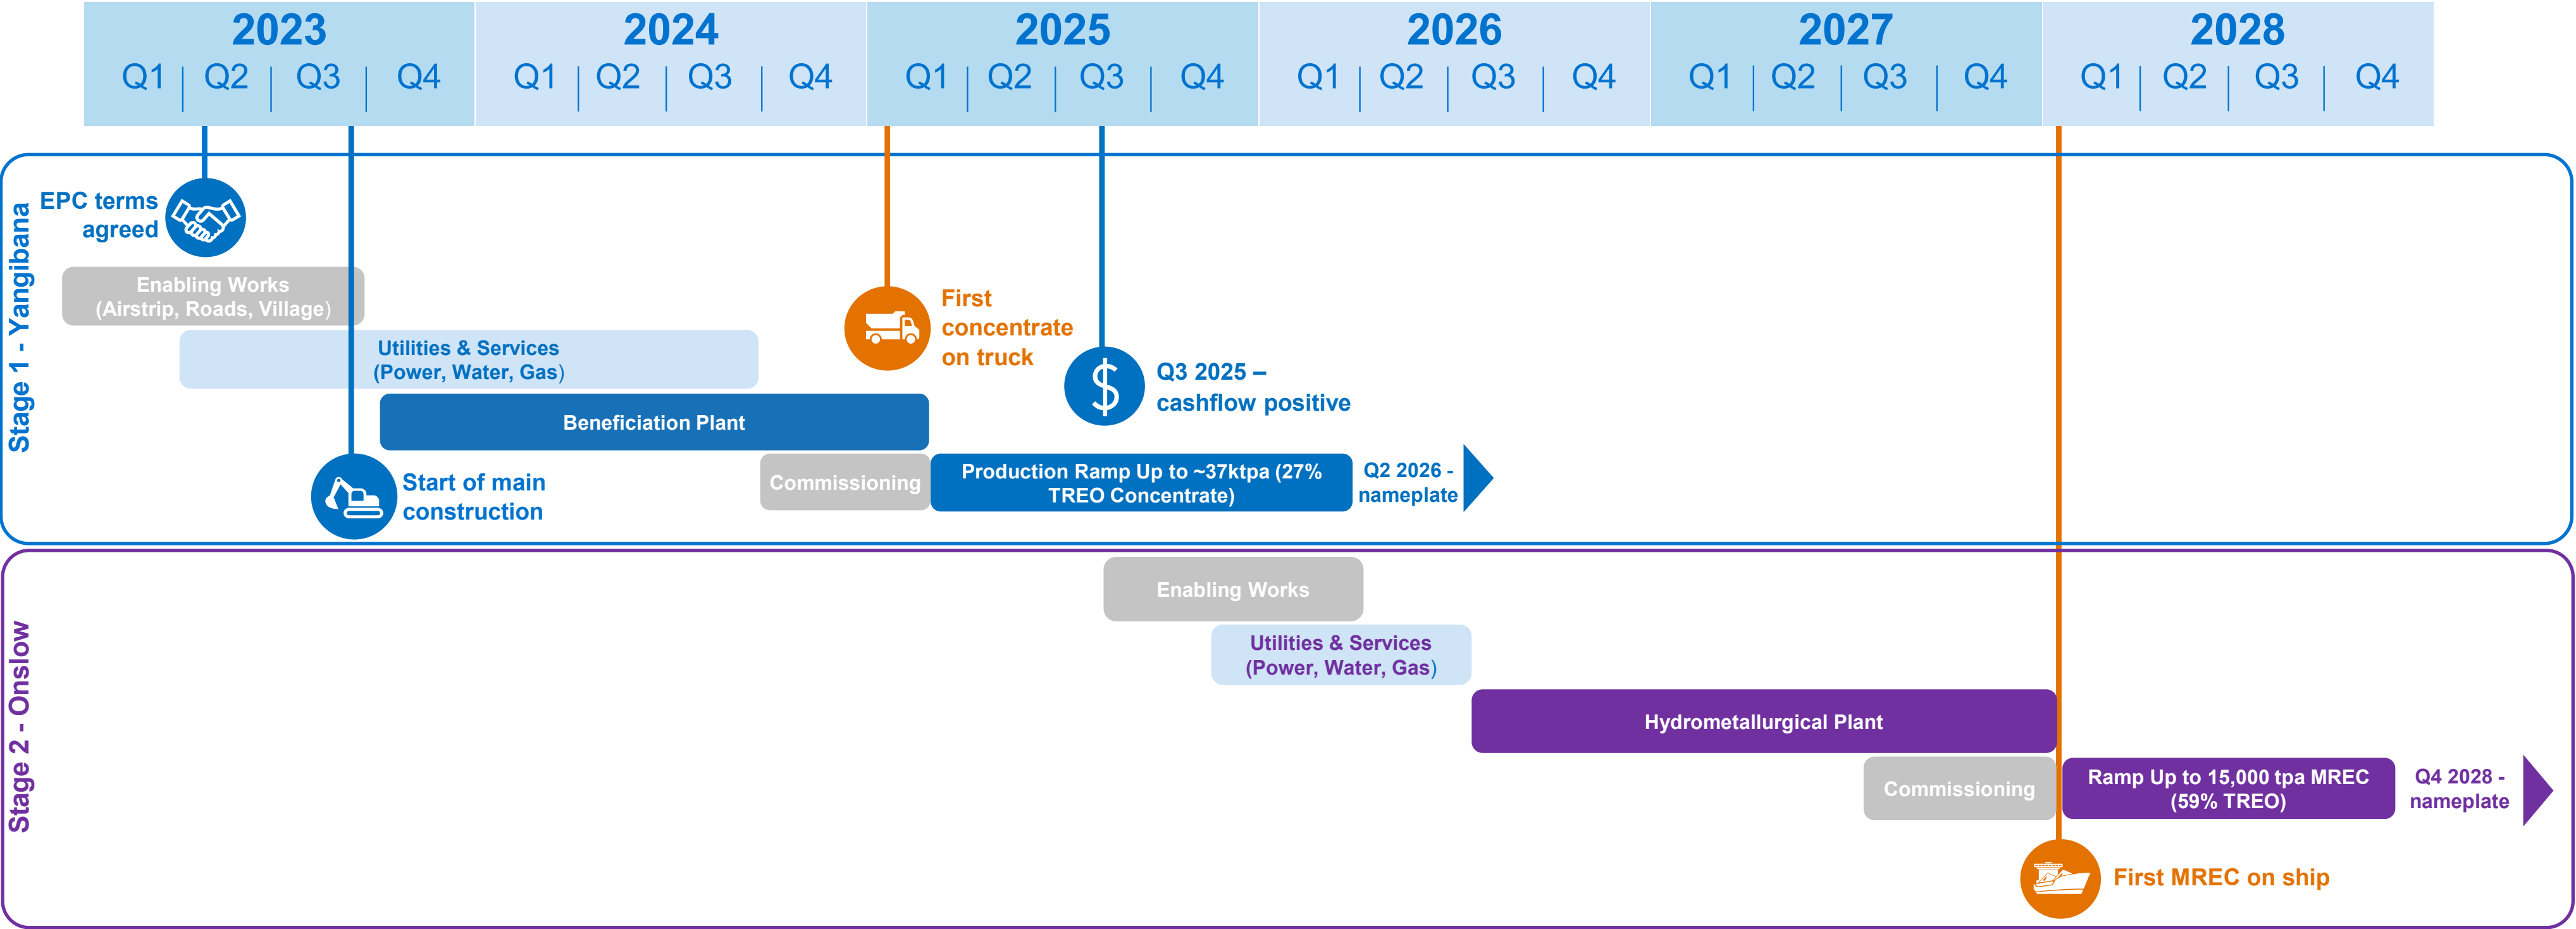 2023
2024
2025
2026
2027
2028
Q1 Q2 Q3 Q4
Q1 Q2 Q3 Q4
Q1 Q2 Q3 Q4
Q1 Q2 Q3 Q4
Q1 Q2 Q3 Q4
Q1 Q2 Q3 Q4
Stage 1 - Yangibana
EPC terms
agreed
Enabling Works
(Airstrip, Roads, Village)
Utilities & Services
(Power, Water, Gas)
First
concentrate
on truck
Q3 2025 –
cashflow positive
Beneficiation Plant
Start of main
construction
Commissioning
Production Ramp Up to ~37ktpa (27%
TREO Concentrate)
Q2 2026 -
nameplate
Stage 2 - Onslow
Enabling Works
Utilities & Services
(Power, Water, Gas)
Hydrometallurgical Plant
Commissioning
Ramp Up to 15,000 tpa MREC
(59% TREO)
Q4 2028 -
nameplate
First MREC on ship